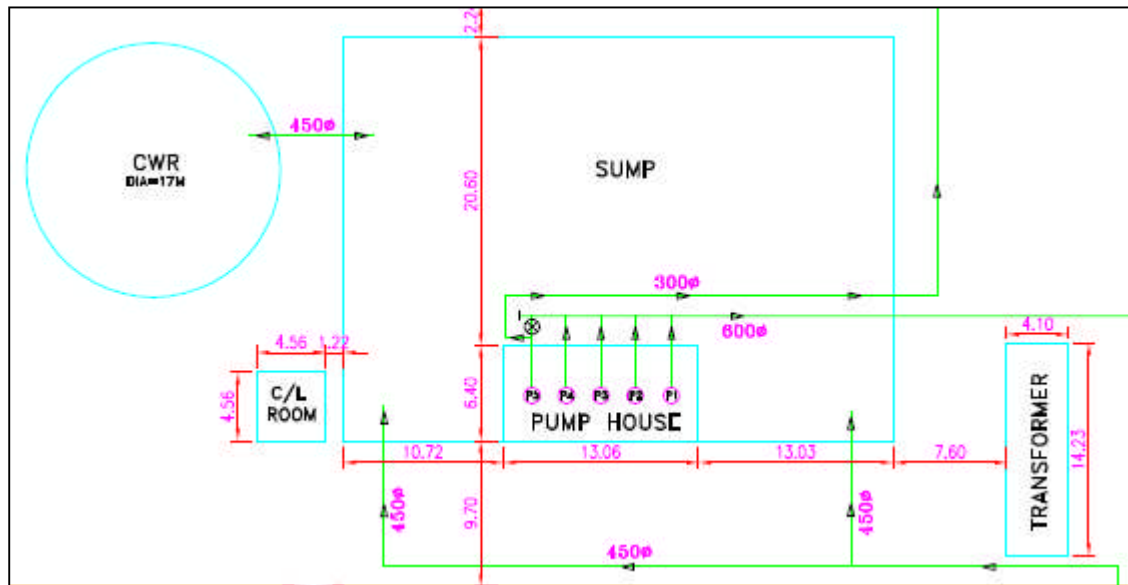 2.2
450ø
CWR
DIA=17M
SUMP
20.60
300ø
600ø
4.10
4.56
1.22
C/L
ROOM
4.56
6.40
P5 P4 P3 P2 P1
PUMP HOUSE
TRANSFORMER
14.23
10.72
13.06
13.03
7.60
9.70
450ø
450ø
450ø